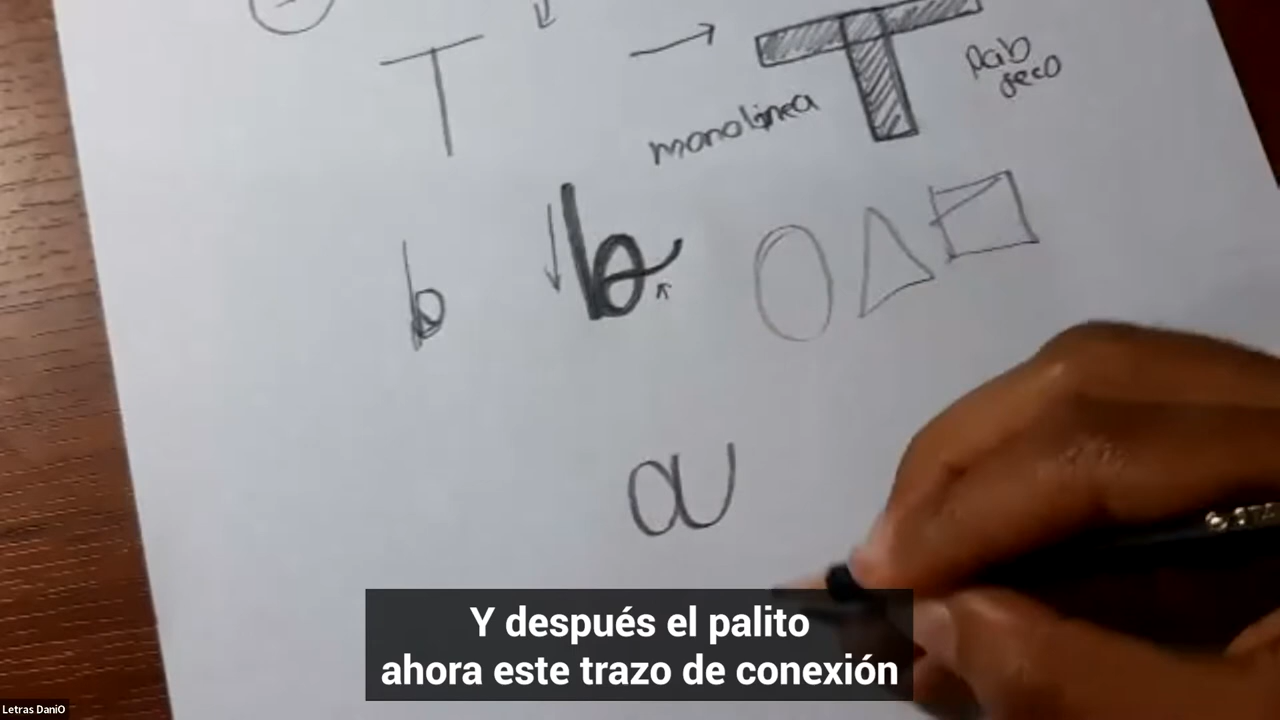 T
T
palo
seco
monolinea
b
b
a
Y después el palito
ahora este trazo de conexión
Letras DaniO